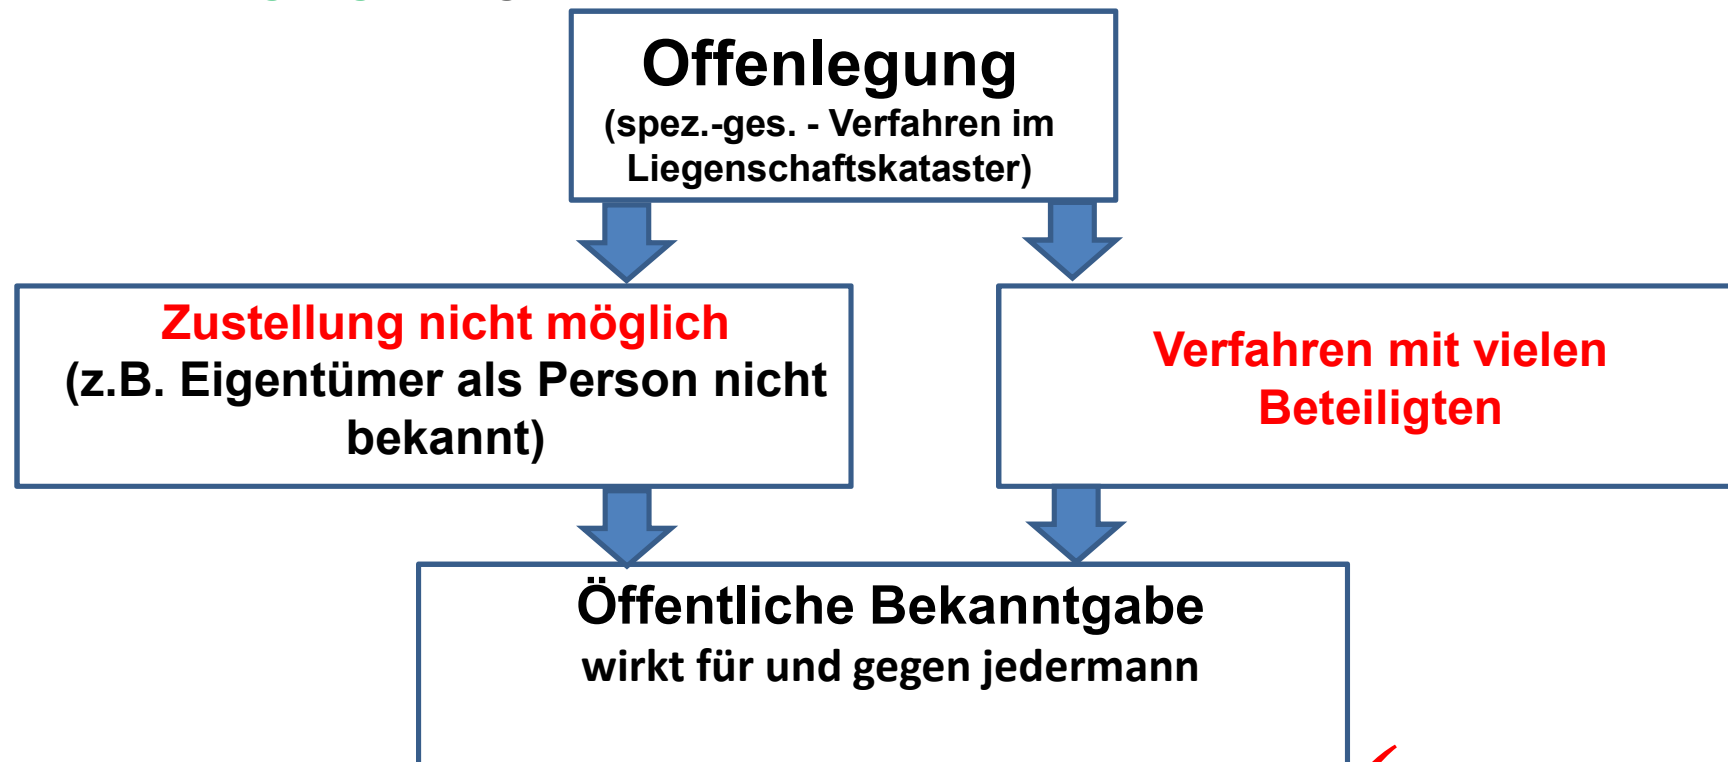 Offenlegung
(spez.-ges. - Verfahren im
Liegenschaftskataster)
Zustellung nicht möglich
(z.B. Eigentümer als Person nicht
bekannt)
Verfahren mit vielen
Beteiligten
Öffentliche Bekanntgabe
wirkt für und gegen jedermann